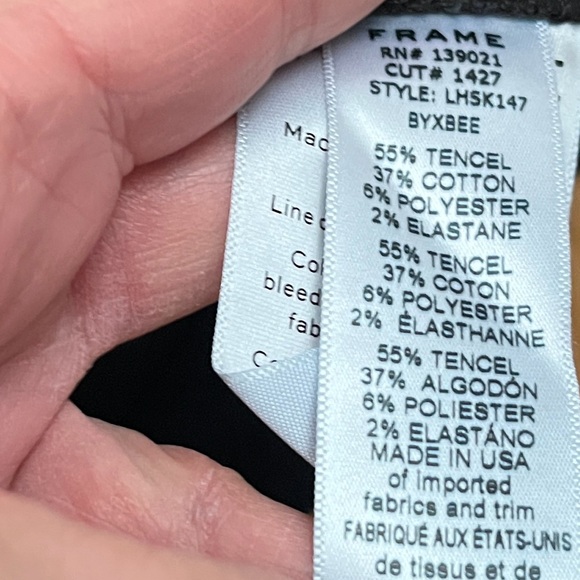 FRAME
RN# 139021
CUT# 1427
STYLE: LHSK147
BYXBEE
55% TENCEL
37% COTTON
6% POLYESTER
2% ELASTANE
55% TENCEL
37% COTON
6% POLYESTER
2% ÉLASTHANNE
55% TENCEL
37% ALGODÓN
6% POLIESTER
2% ELASTÁNO
MADE IN USA
of imported
fabrics and trim
FABRIQUÉ AUX ÉTATS-UNIS
de tissus et de
Line
bleed